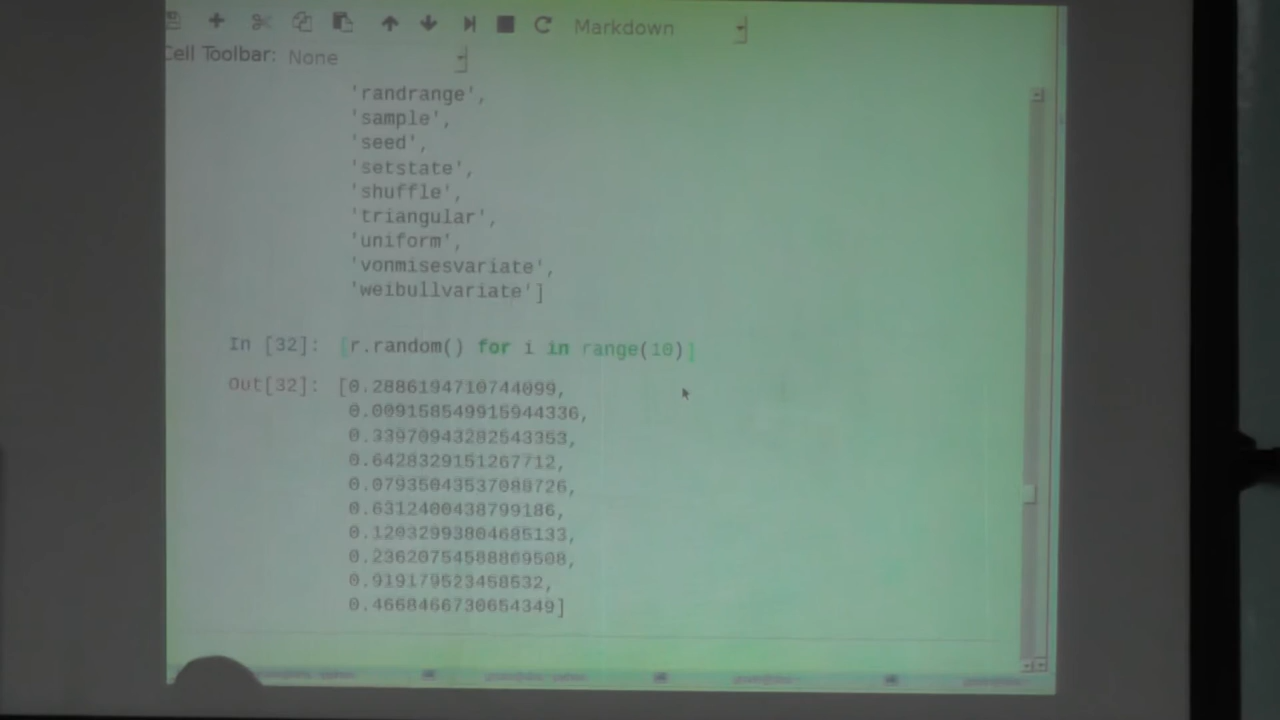 Markdown
Cell Toolbar: None
'randrange',
'sample',
'seed',
'setstate',
'shuffle',
'triangular',
'uniform',
'vonmisesvariate',
'weibullvariate']
In [32]: [r.random() for i in range(10)]
Out[32]: [0.2886194710744099,
0.009158549915944336,
0.33970943282543353,
0.6428329151267712,
0.07935043537088726,
0.6312400438799186,
0.12032993804685133,
0.23620754588869508,
0.919179523458532,
0.4668466730654349]